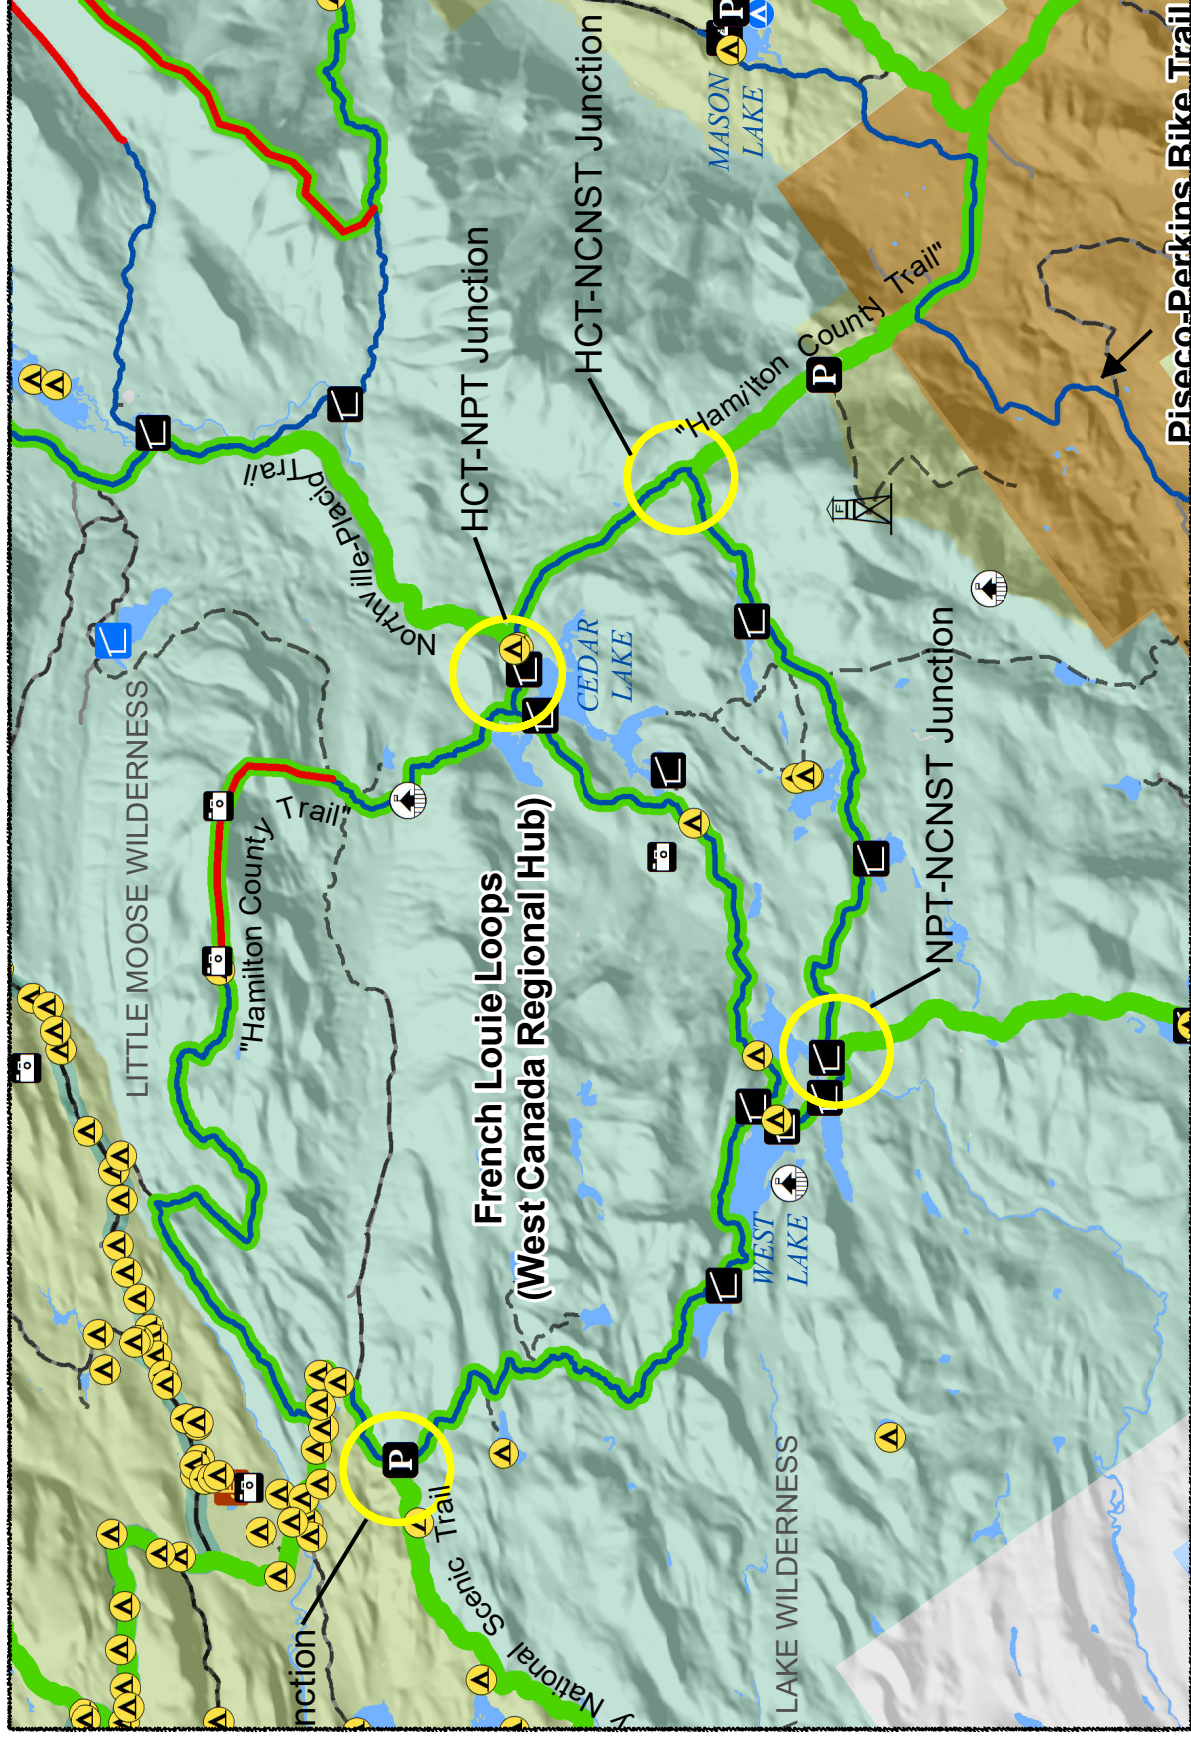 MASON
LAKE
HCT-NCNST Junction
HCT-NPT Junction
"Hamilton County Trail"
Piseco-Perkins Bike Trail
Northville-Placid Trail
CEDAR
LAKE
LITTLE MOOSE WILDERNESS
"Hamilton County Trail"
French Louie Loops
(West Canada Regional Hub)
NPT-NCNST Junction
WEST
LAKE
nction
National Scenic Trail
y
LAKE WILDERNESS
P
P
P
F